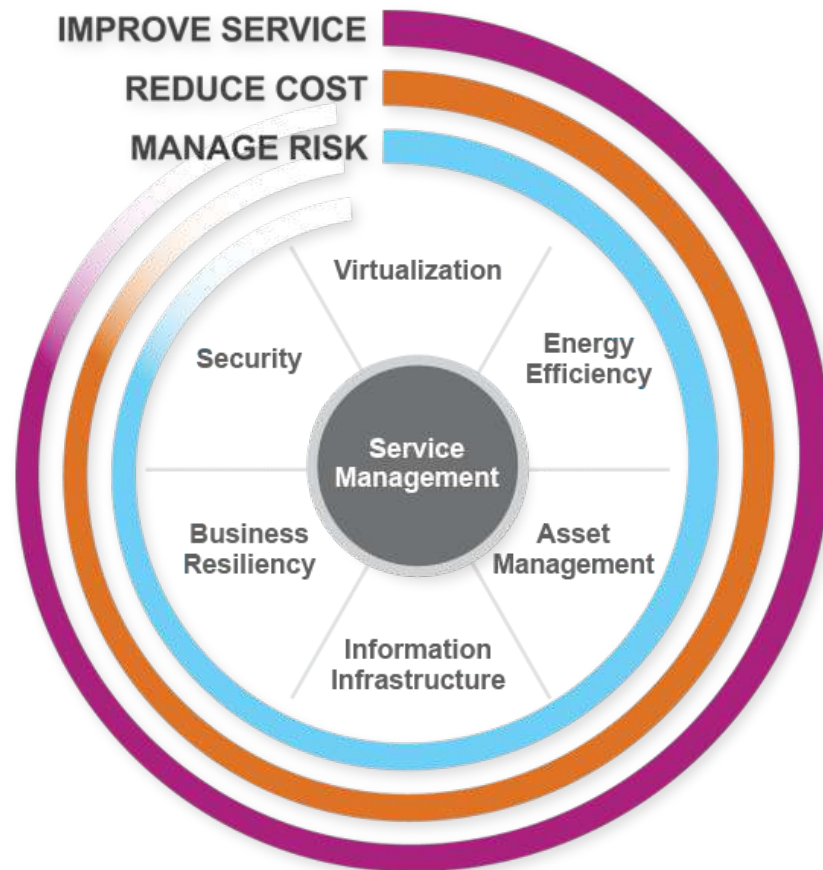 IMPROVE SERVICE
REDUCE COST
MANAGE RISK
Virtualization
Energy
Efficiency
Security
Service
Management
Business
Resiliency
Asset
Management
Information
Infrastructure